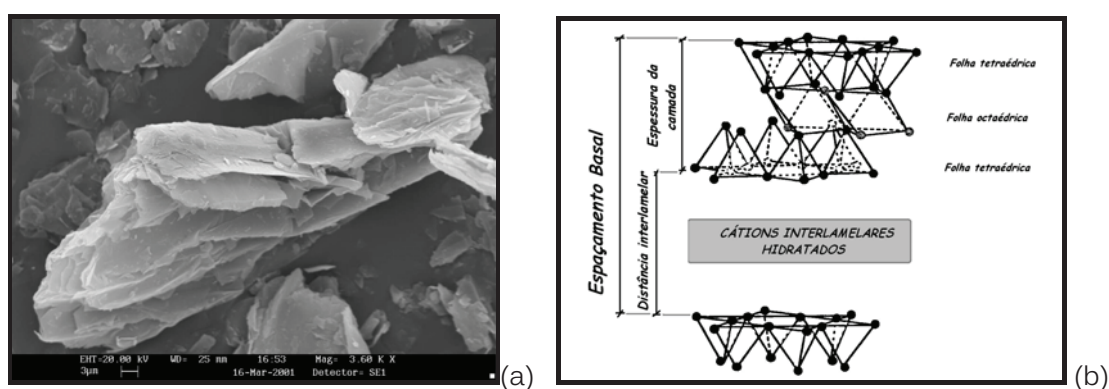 EHT=20.00 kV WD= 25 mm 16:53 Mag= 3.60 K X
3µm 16-Mar-2001 Detector= SE1
(a)
Espaçamento Basal
Espessura da
camada
Distância interlamelar
Folha tetraédrica
Folha octaédrica
Folha tetraédrica
CÁTIONS INTERLAMELARES
HIDRATADOS
(b)